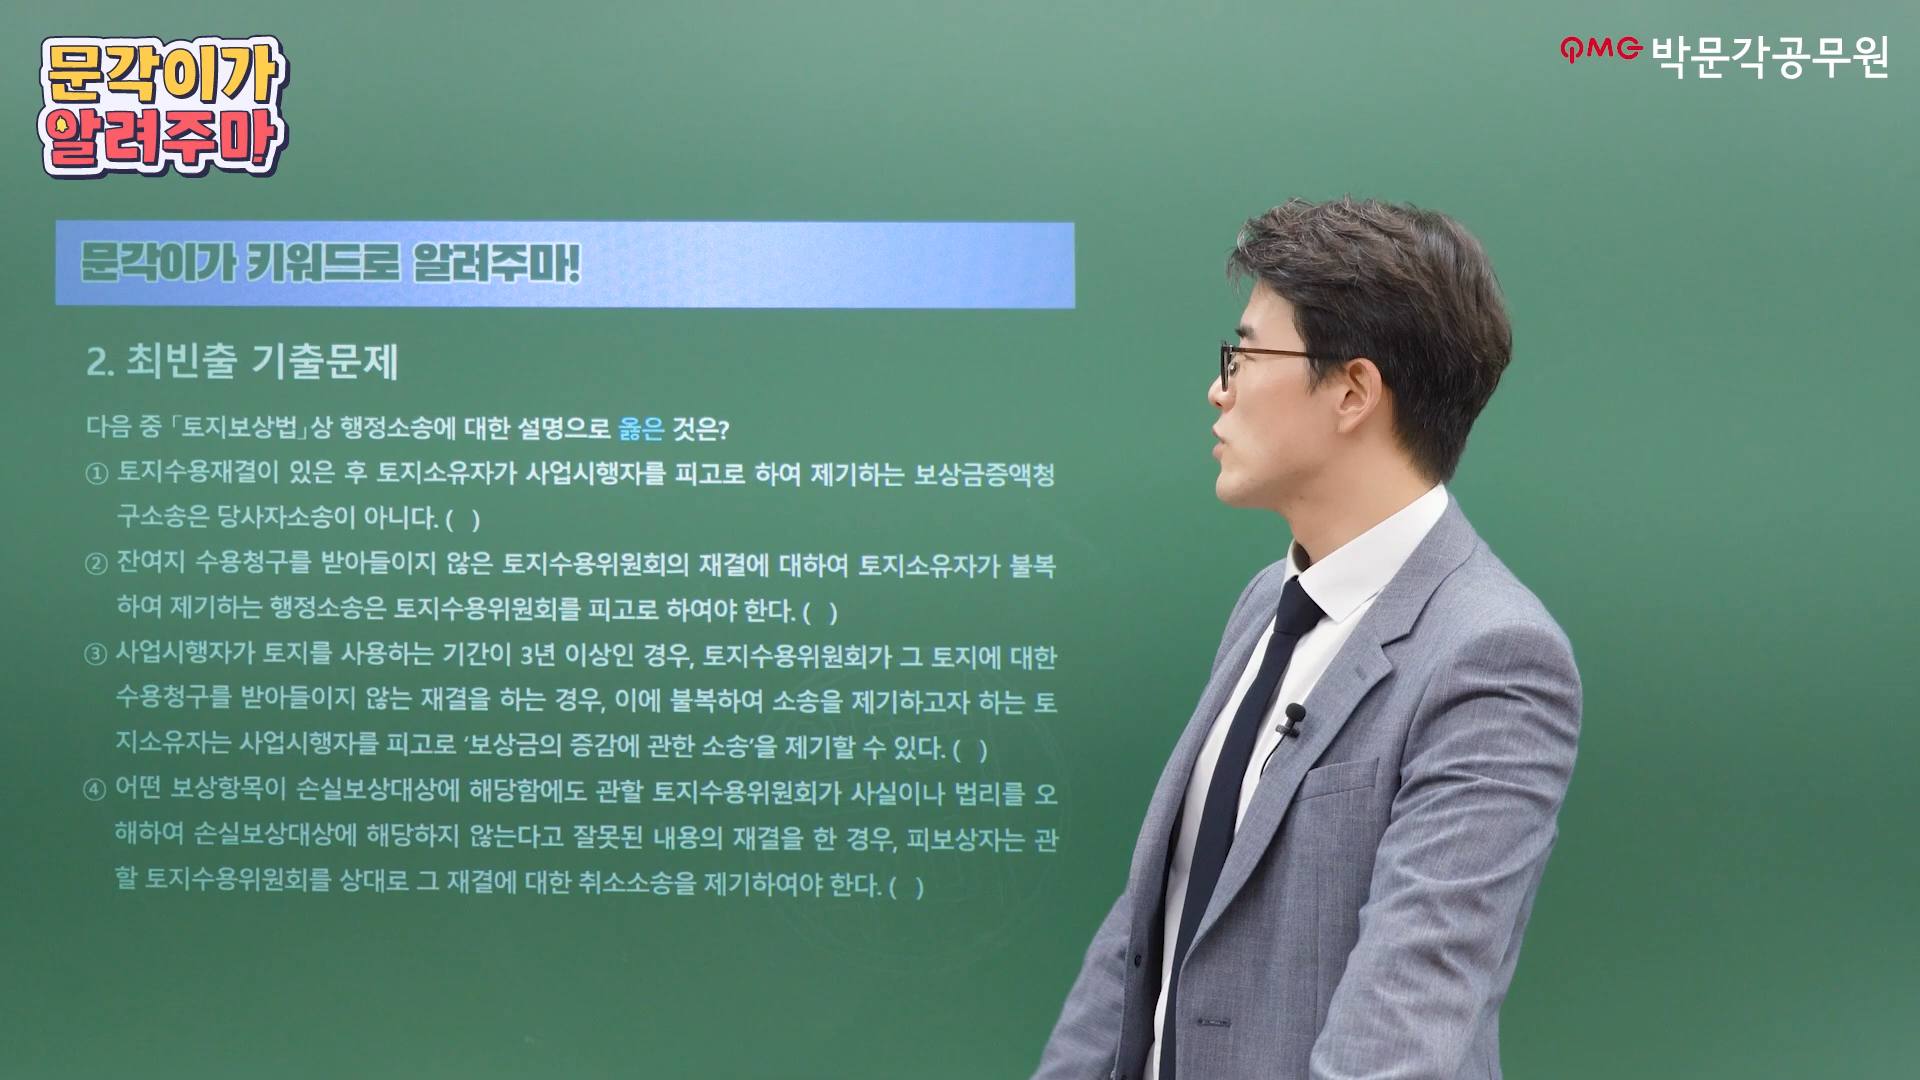 문각이가
알려주마
PMG 박문각공무원
문각이가 키워드로 알려주마!
2. 최빈출 기출문제
다음 중 「토지보상법」상 행정소송에 대한 설명으로 옳은 것은?
① 토지수용재결이 있은 후 토지소유자가 사업시행자를 피고로 하여 제기하는 보상금증액청
구소송은 당사자소송이 아니다. ( )
② 잔여지 수용청구를 받아들이지 않은 토지수용위원회의 재결에 대하여 토지소유자가 불복
하여 제기하는 행정소송은 토지수용위원회를 피고로 하여야 한다. ( )
③ 사업시행자가 토지를 사용하는 기간이 3년 이상인 경우, 토지수용위원회가 그 토지에 대한
수용청구를 받아들이지 않는 재결을 하는 경우, 이에 불복하여 소송을 제기하고자 하는 토
지소유자는 사업시행자를 피고로 ‘보상금의 증감에 관한 소송’을 제기할 수 있다. ( )
④ 어떤 보상항목이 손실보상대상에 해당함에도 관할 토지수용위원회가 사실이나 법리를 오
해하여 손실보상대상에 해당하지 않는다고 잘못된 내용의 재결을 한 경우, 피보상자는 관
할 토지수용위원회를 상대로 그 재결에 대한 취소소송을 제기하여야 한다. ( )